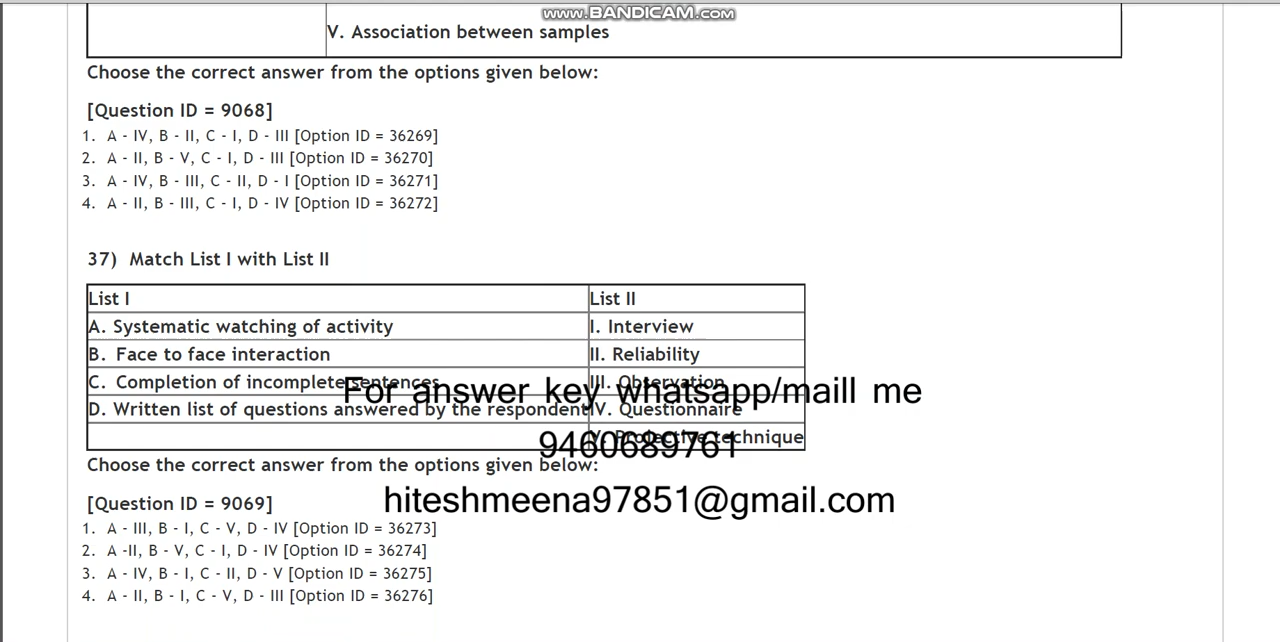 www.BANDICAM.com
V. Association between samples
Choose the correct answer from the options given below:
[Question ID = 9068]
1. A - IV, B - II, C - I, D - III [Option ID = 36269]
2. A - II, B - V, C - I, D - III [Option ID = 36270]
3. A - IV, B - III, C - II, D - I [Option ID = 36271]
4. A - II, B - III, C - I, D - IV [Option ID = 36272]
37) Match List I with List II
List I List II
A. Systematic watching of activity I. Interview
B. Face to face interaction II. Reliability
C. Completion of incomplete sentences III. Observation
For answer key whatsapp/maill me
D. Written list of questions answered by the respondent IV. Questionnaire
V. Projective technique
9460689761
Choose the correct answer from the options given below:
hiteshmeena97851@gmail.com
[Question ID = 9069]
1. A - III, B - I, C - V, D - IV [Option ID = 36273]
2. A -II, B - V, C - I, D - IV [Option ID = 36274]
3. A - IV, B - I, C - II, D - V [Option ID = 36275]
4. A - II, B - I, C - V, D - III [Option ID = 36276]